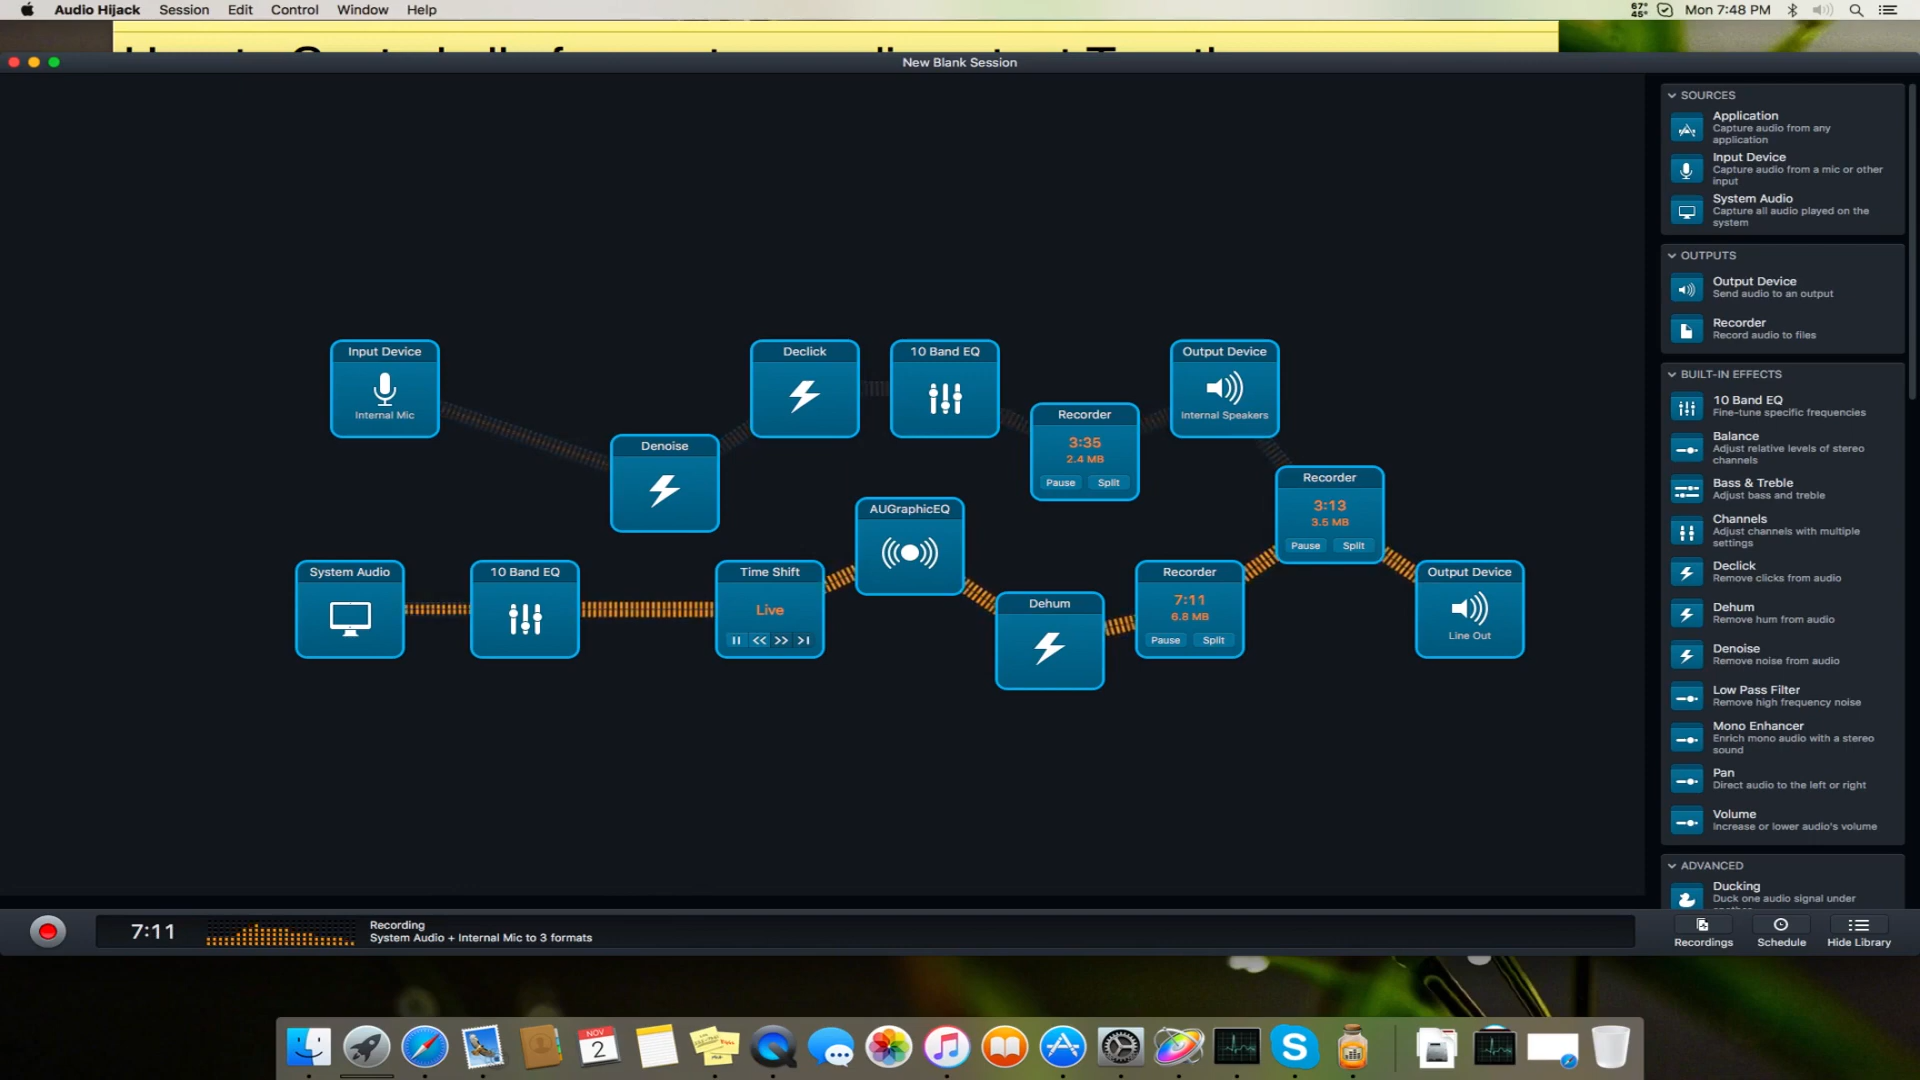 Audio Hijack Session Edit Control Window Help
67° 45° Mon 7:48 PM
New Blank Session
Input Device
Internal Mic
Denoise
Declick
10 Band EQ
Recorder
3:35
2.4 MB
Pause Split
Output Device
Internal Speakers
Recorder
3:13
3.5 MB
Pause Split
System Audio
10 Band EQ
Time Shift
Live
AUGraphicEQ
Dehum
Recorder
7:11
6.8 MB
Pause Split
Output Device
Line Out
SOURCES
Application
Capture audio from any
application
Input Device
Capture audio from a mic or other
input
System Audio
Capture all audio played on the
system
OUTPUTS
Output Device
Send audio to an output
Recorder
Record audio to files
BUILT-IN EFFECTS
10 Band EQ
Fine-tune specific frequencies
Balance
Adjust relative levels of stereo
channels
Bass & Treble
Adjust bass and treble
Channels
Adjust channels with multiple
settings
Declick
Remove clicks from audio
Dehum
Remove hum from audio
Denoise
Remove noise from audio
Low Pass Filter
Remove high frequency noise
Mono Enhancer
Enrich mono audio with a stereo
sound
Pan
Direct audio to the left or right
Volume
Increase or lower audio's volume
ADVANCED
Ducking
Duck one audio signal under
7:11
Recording
System Audio + Internal Mic to 3 formats
Recordings Schedule Hide Library
NOV
2